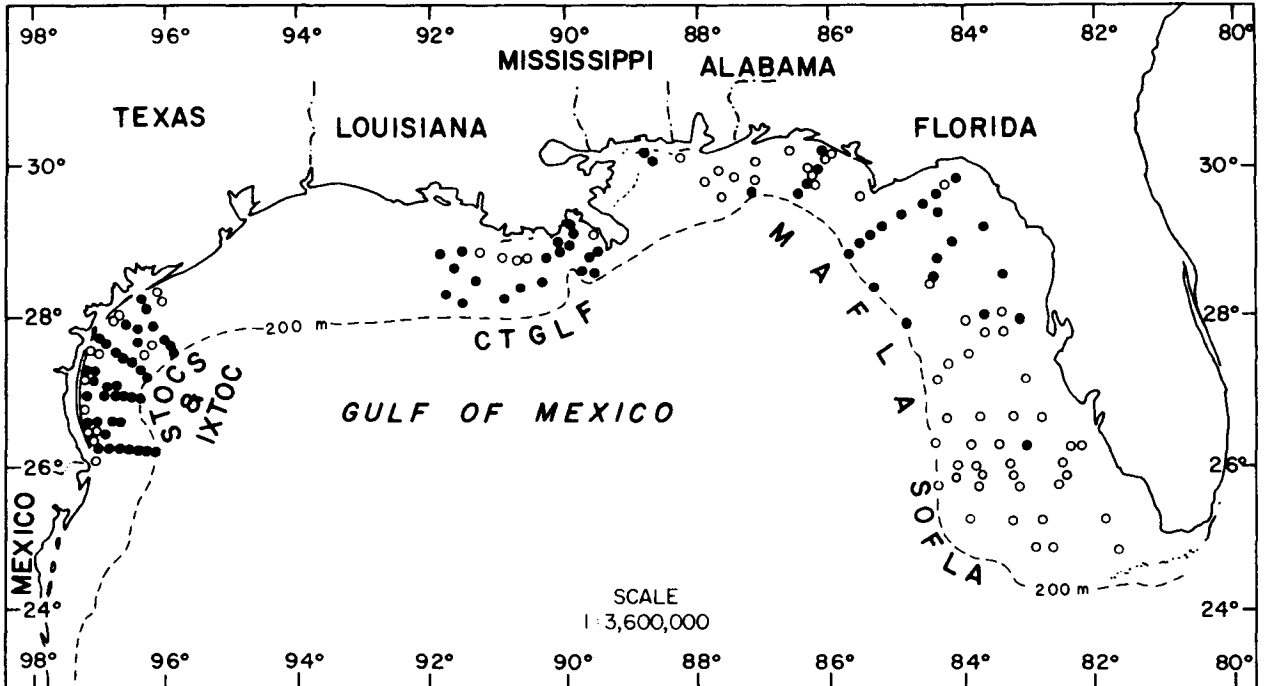 98° 96° 94° 92° 90° 88° 86° 84° 82° 80°
MISSISSIPPI ALABAMA
TEXAS LOUISIANA FLORIDA
30° 30°
MAFLA
28° 200 m CTGLF 28°
STOCS & IXTOC
GULF OF MEXICO
26° 26°
SOFLA
MEXICO
200 m
24° SCALE 24°
1:3,600,000
98° 96° 94° 92° 90° 88° 86° 84° 82° 80°